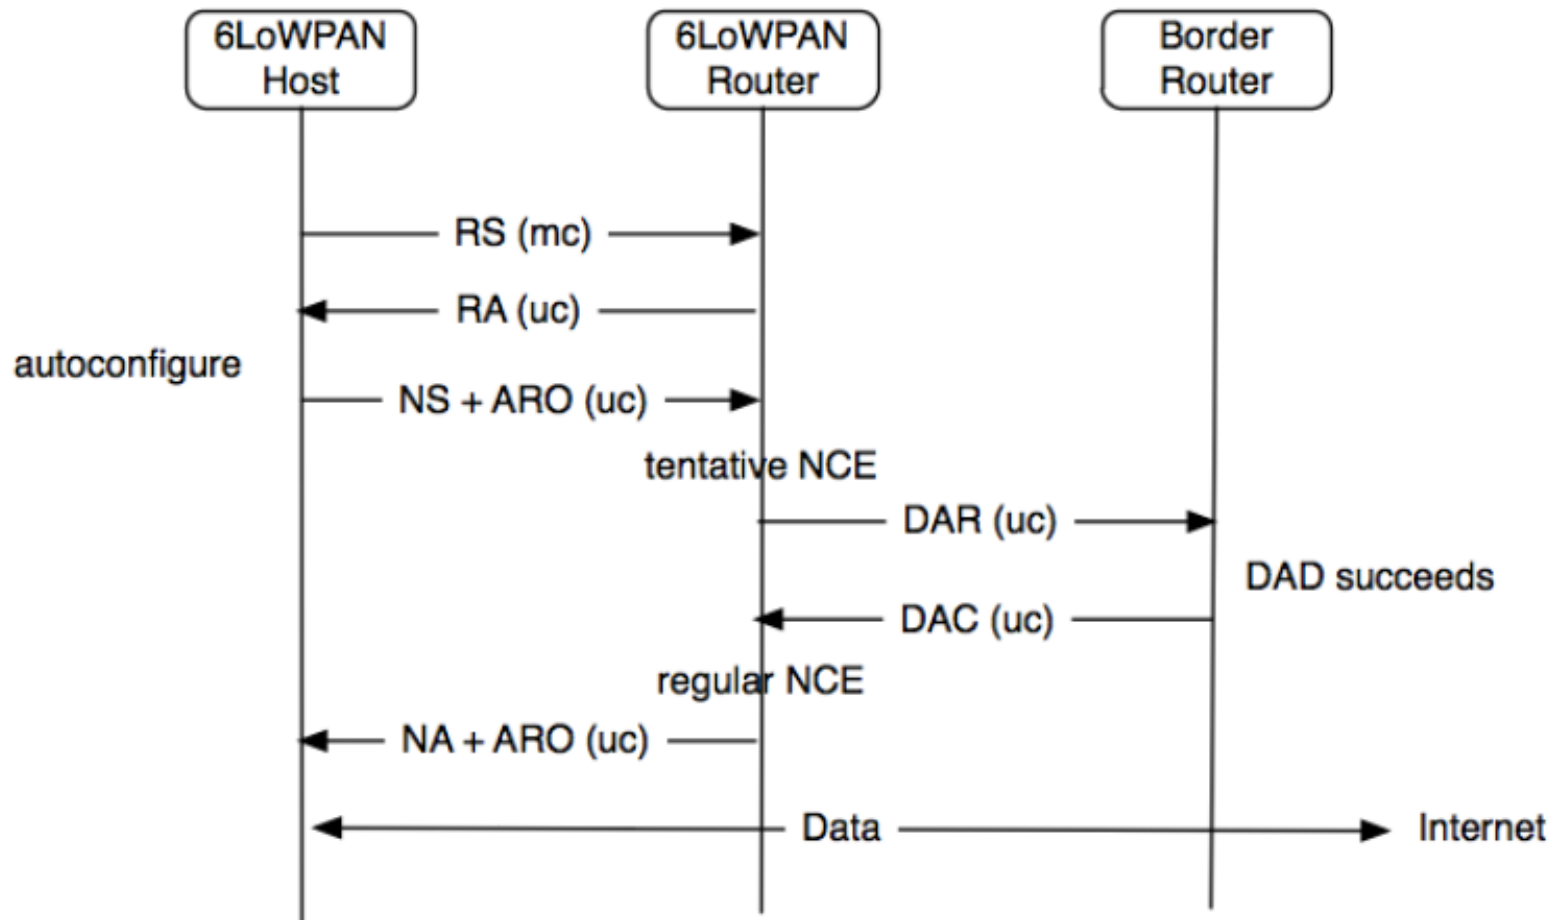 6LoWPAN
Host
6LoWPAN
Router
Border
Router
RS (mc)
RA (uc)
autoconfigure
NS + ARO (uc)
tentative NCE
DAR (uc)
DAD succeeds
DAC (uc)
regular NCE
NA + ARO (uc)
Data
Internet